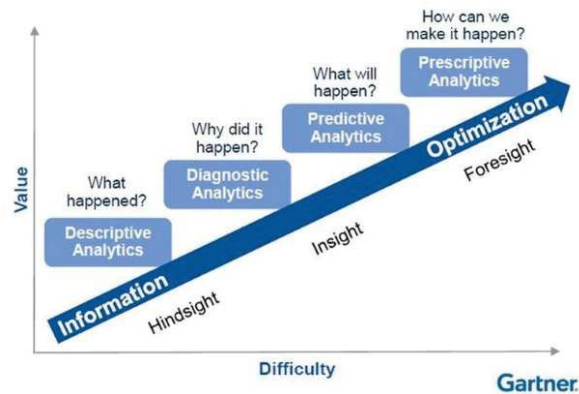 How can we
make it happen?
Prescriptive
Analytics
What will
happen?
Predictive
Analytics
Why did it
happen?
Diagnostic
Analytics
What
happened?
Descriptive
Analytics
Value
Information
Optimization
Hindsight
Insight
Foresight
Difficulty
Gartner